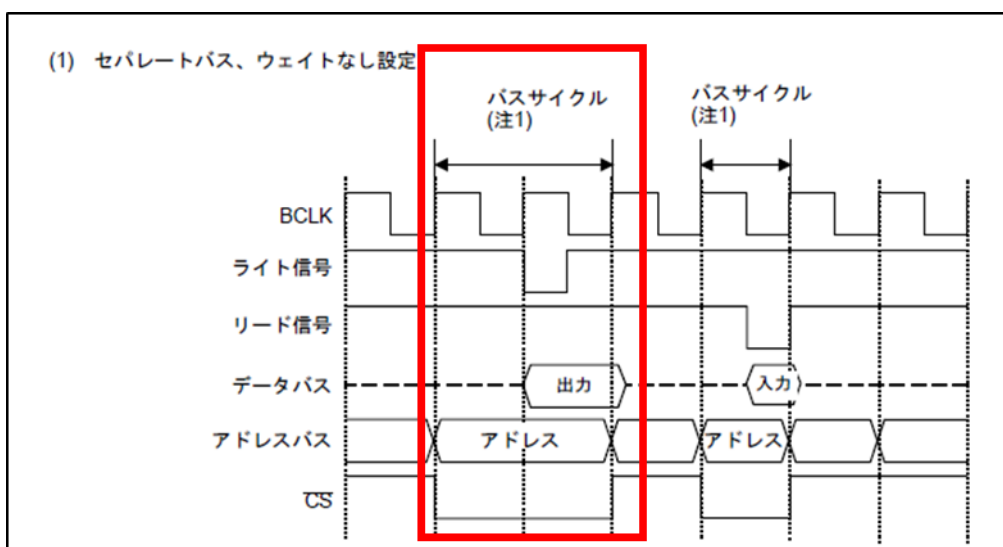 (1) セパレートバス、ウェイトなし設定
バスサイクル
(注1)
バスサイクル
(注1)
BCLK
ライト信号
リード信号
データバス
出力
入力
アドレスバス
アドレス
アドレス
CS